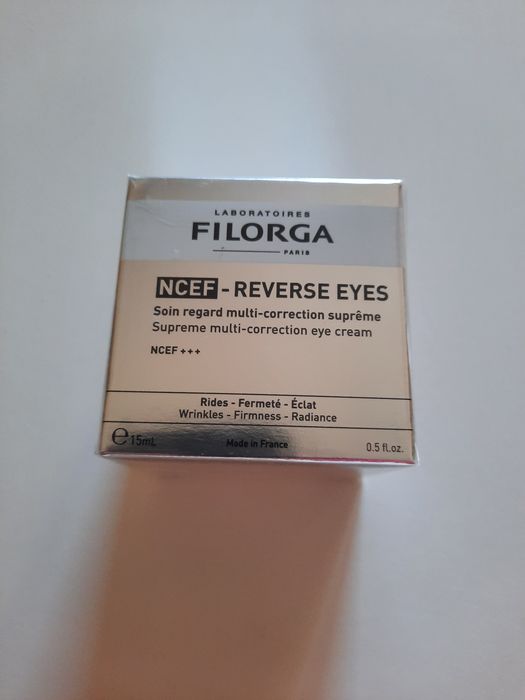 LABORATOIRES
FILORGA
PARIS
NCEF - REVERSE EYES
Soin regard multi-correction suprême
Supreme multi-correction eye cream
NCEF +++
Rides - Fermeté - Éclat
Wrinkles - Firmness - Radiance
℮ 15mL Made in France 0.5 fl.oz.